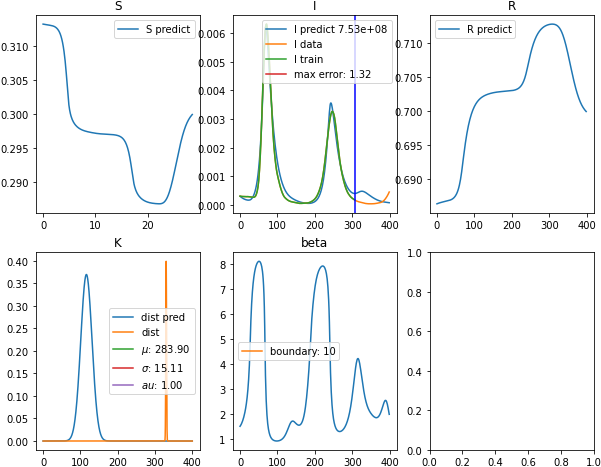 S
I
R
S predict
I predict 7.53e+08
I data
I train
max error: 1.32
R predict
0.310
0.305
0.300
0.295
0.290
0 10 20
0.006
0.005
0.004
0.003
0.002
0.001
0.000
0 100 200 300 400
0.710
0.705
0.700
0.695
0.690
0 200 400
K
beta
dist pred
dist
μ: 283.90
σ: 15.11
au: 1.00
boundary: 10
0.40
0.35
0.30
0.25
0.20
0.15
0.10
0.05
0.00
0 200 400
8
7
6
5
4
3
2
1
0 100 200 300 400
1.0
0.8
0.6
0.4
0.2
0.0
0.0 0.2 0.4 0.6 0.8 1.0